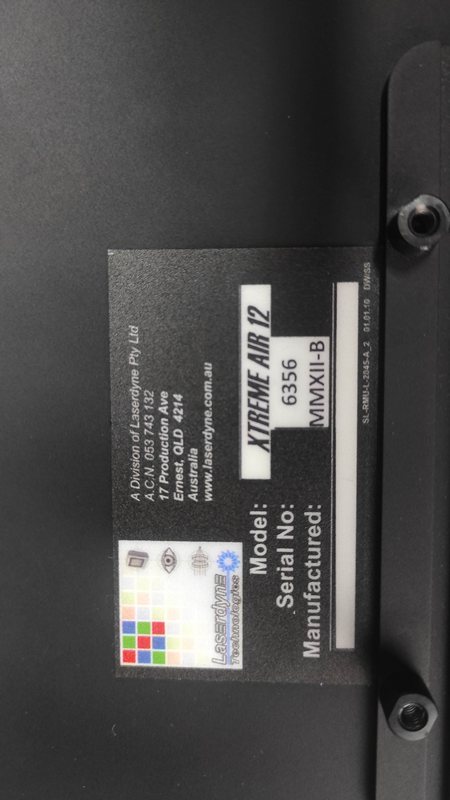 Laserdyne
Technologies
A Division of Laserdyne Pty Ltd
A.C.N. 053 743 132
17 Production Ave
Ernest, QLD 4214
Australia
www.laserdyne.com.au
Model: XTREME AIR 12
Serial No: 6356
Manufactured: MMXII-B
SL-RMU-L-2845-A_2 01.01.10 DW/SS